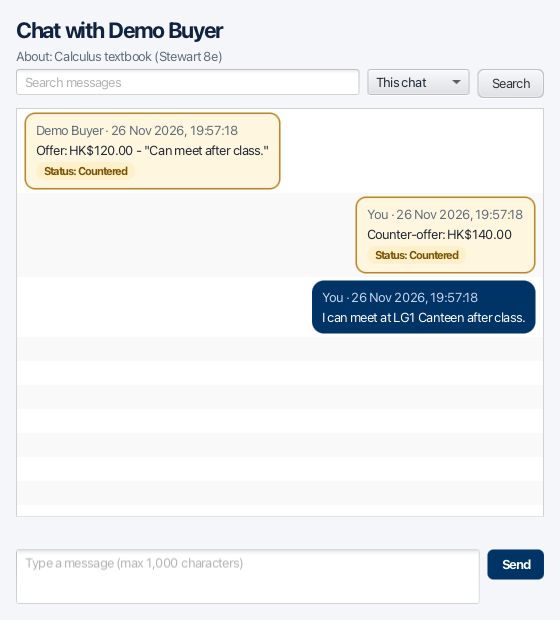 Chat with Demo Buyer
About: Calculus textbook (Stewart 8e)
Search messages
This chat
Search
Demo Buyer · 26 Nov 2026, 19:57:18
Offer: HK$120.00 - "Can meet after class."
Status: Countered
You · 26 Nov 2026, 19:57:18
Counter-offer: HK$140.00
Status: Countered
You · 26 Nov 2026, 19:57:18
I can meet at LG1 Canteen after class.
Type a message (max 1,000 characters)
Send